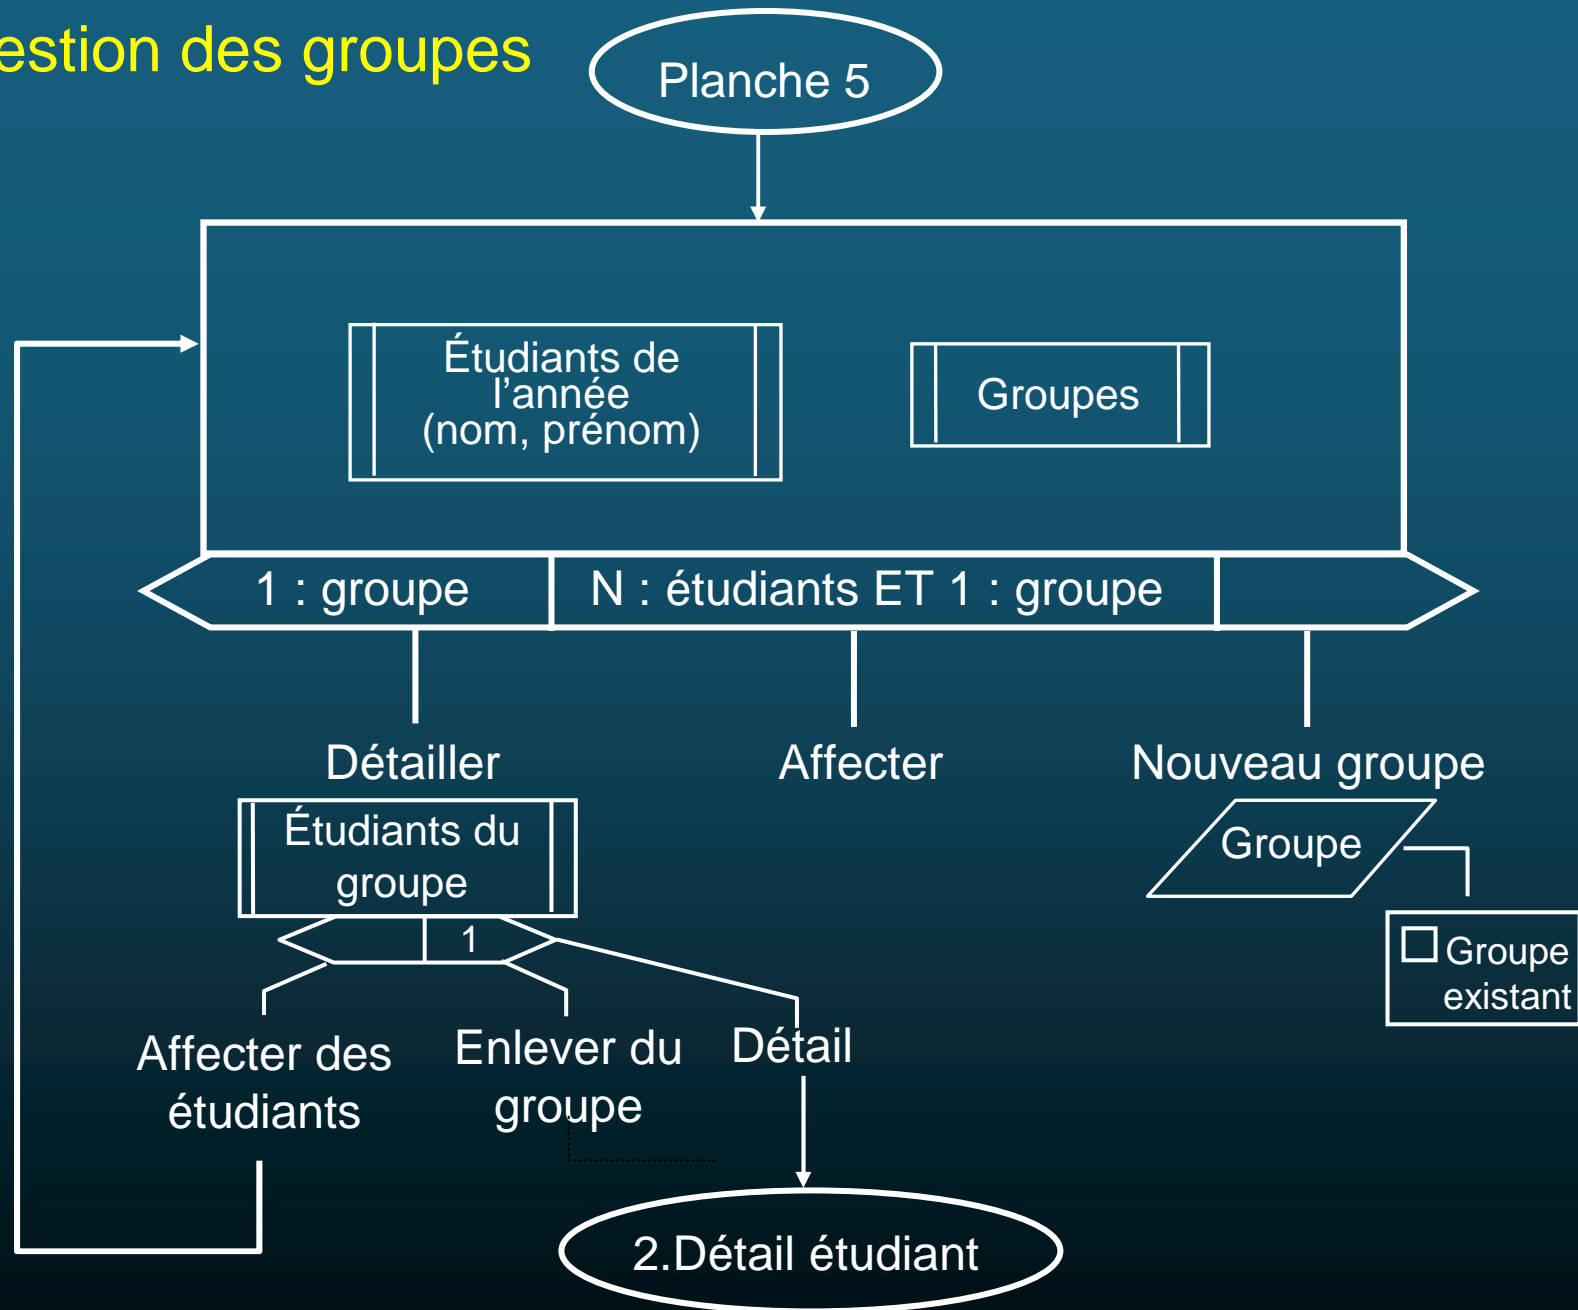 estion des groupes
Planche 5
Étudiants de
l'année
(nom, prénom)
Groupes
1 : groupe
N : étudiants ET 1 : groupe
Détailler
Affecter
Nouveau groupe
Étudiants du
groupe
Groupe
1
Groupe
existant
Affecter des
étudiants
Enlever du
groupe
Détail
2.Détail étudiant